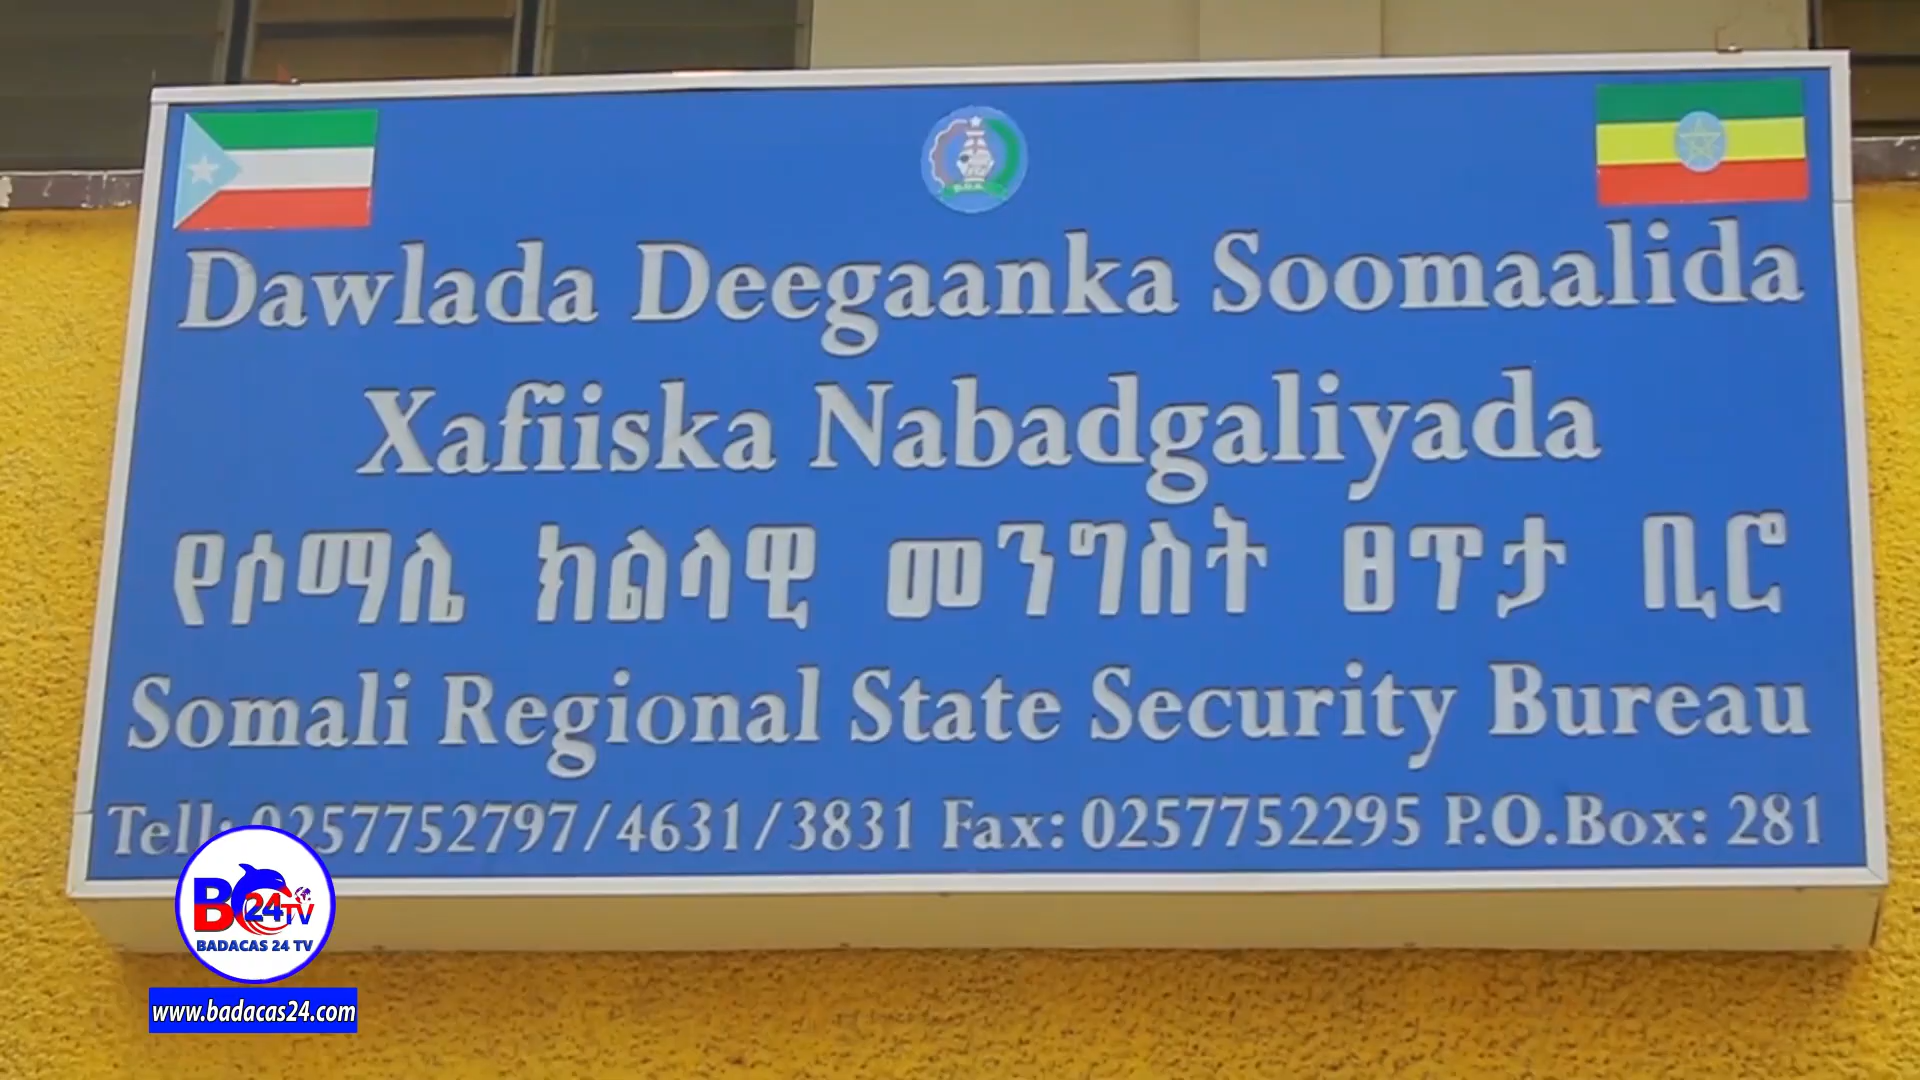 Dawlada Deegaanka Soomaalida
Xafiiska Nabadgaliyada
የሶማሌ ክልላዊ መንግስት ፀጥታ ቢሮ
Somali Regional State Security Bureau
Tell: 0257752797/4631/3831 Fax: 0257752295 P.O.Box: 281
BC24TV
BADACAS 24 TV
www.badacas24.com